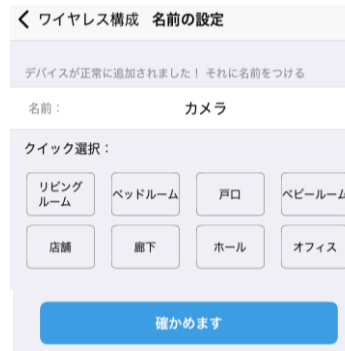 ワイヤレス構成 名前の設定
デバイスが正常に追加されました！ それに名前をつける
名前： カメラ
クイック選択：
リビング
ルーム
ベッドルーム 戸口 ベビールーム
店舗 廊下 ホール オフィス
確かめます